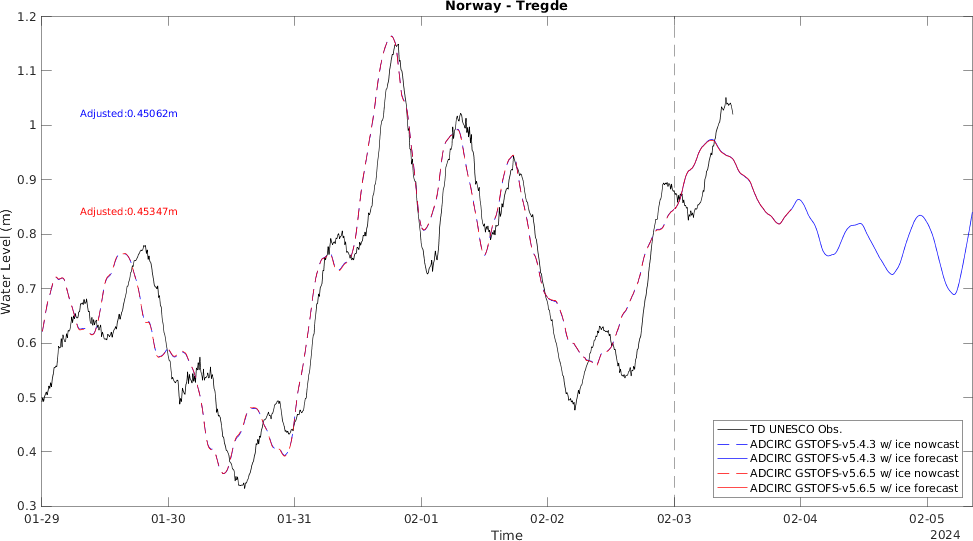 Norway - Tregde
1.2
1.1
1
0.9
0.8
0.7
0.6
0.5
0.4
0.3
Water Level (m)
Adjusted:0.45062m
Adjusted:0.45347m
TD UNESCO Obs.
ADCIRC GSTOFS-v5.4.3 w/ ice nowcast
ADCIRC GSTOFS-v5.4.3 w/ ice forecast
ADCIRC GSTOFS-v5.6.5 w/ ice nowcast
ADCIRC GSTOFS-v5.6.5 w/ ice forecast
01-29 01-30 01-31 02-01 02-02 02-03 02-04 02-05
Time
2024